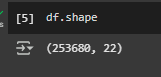 [5] df.shape
(253680, 22)